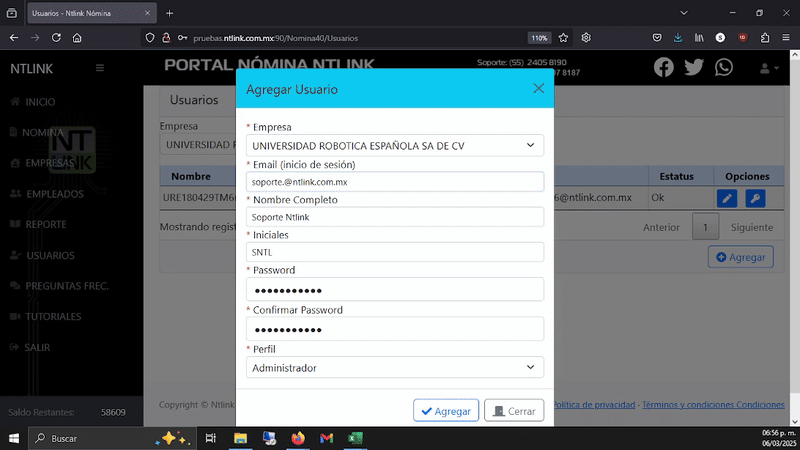 Usuarios - Ntlink Nómina
pruebas.ntlink.com.mx:90/Nomina40/Usuarios
110%
NTLINK
PORTAL NÓMINA NTLINK
Soporte: (55) 2405 8190
97 8187
INICIO
NOMINA
EMPRESAS
EMPLEADOS
REPORTE
USUARIOS
PREGUNTAS FREC.
TUTORIALES
SALIR
Saldo Restantes: 58609
NT
LINK
Usuarios
Empresa
UNIVERSIDAD R
Nombre
Estatus
Opciones
URE180429TM6
6@ntlink.com.mx
Ok
Mostrando regist
Anterior
1
Siguiente
Agregar
Agregar Usuario
* Empresa
UNIVERSIDAD ROBOTICA ESPAÑOLA SA DE CV
* Email (inicio de sesión)
soporte.@ntlink.com.mx
* Nombre Completo
Soporte Ntlink
* Iniciales
SNTL
* Password
* Confirmar Password
* Perfil
Administrador
Agregar
Cerrar
Copyright © Ntlink
Política de privacidad · Términos y condiciones Condiciones
Buscar
06:56 p. m.
06/03/2025